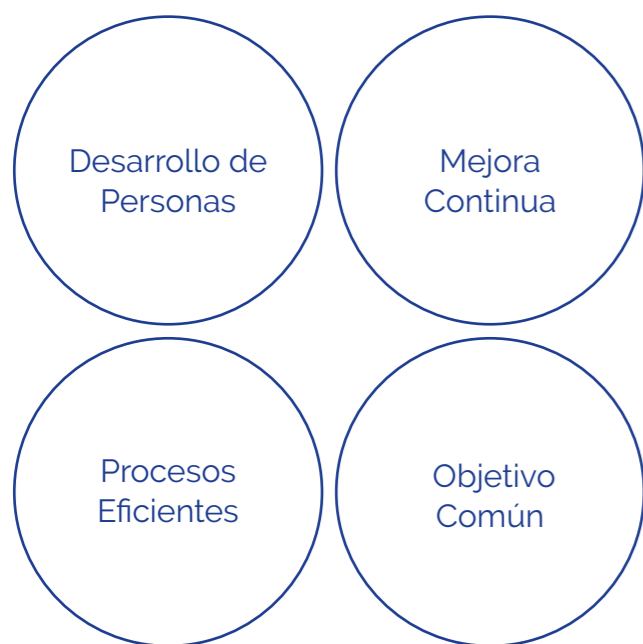 Desarrollo de
Personas
Mejora
Continua
Procesos
Eficientes
Objetivo
Común